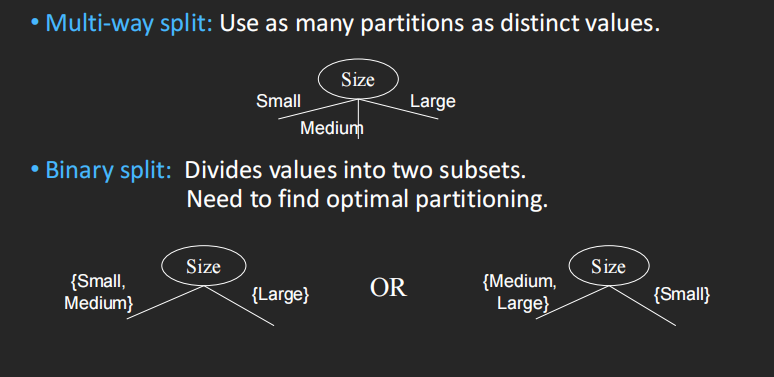 • Multi-way split: Use as many partitions as distinct values.
Size
Small
Large
Medium
• Binary split: Divides values into two subsets.
Need to find optimal partitioning.
Size
{Small,
Medium}
{Large}
OR
Size
{Medium,
Large}
{Small}